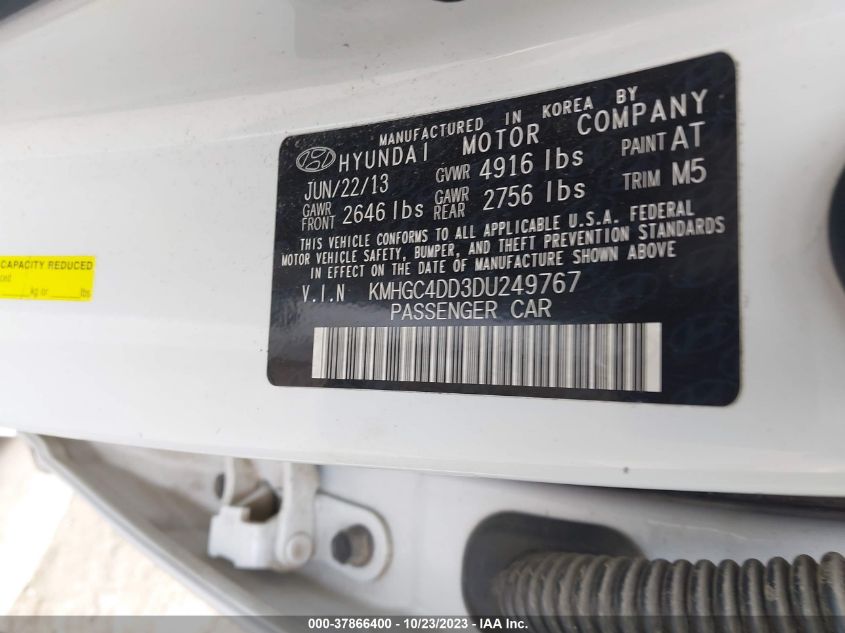 MANUFACTURED IN KOREA BY
HYUNDAI MOTOR COMPANY
JUN/22/13 GVWR 4916 lbs PAINT AT
GAWR FRONT 2646 lbs GAWR REAR 2756 lbs TRIM M5
THIS VEHICLE CONFORMS TO ALL APPLICABLE U.S.A. FEDERAL
MOTOR VEHICLE SAFETY, BUMPER, AND THEFT PREVENTION STANDARDS
IN EFFECT ON THE DATE OF MANUFACTURE SHOWN ABOVE
V.I.N KMHGC4DD3DU249767
PASSENGER CAR
CAPACITY REDUCED
kg or lbs
000-37866400 - 10/23/2023 - IAA Inc.